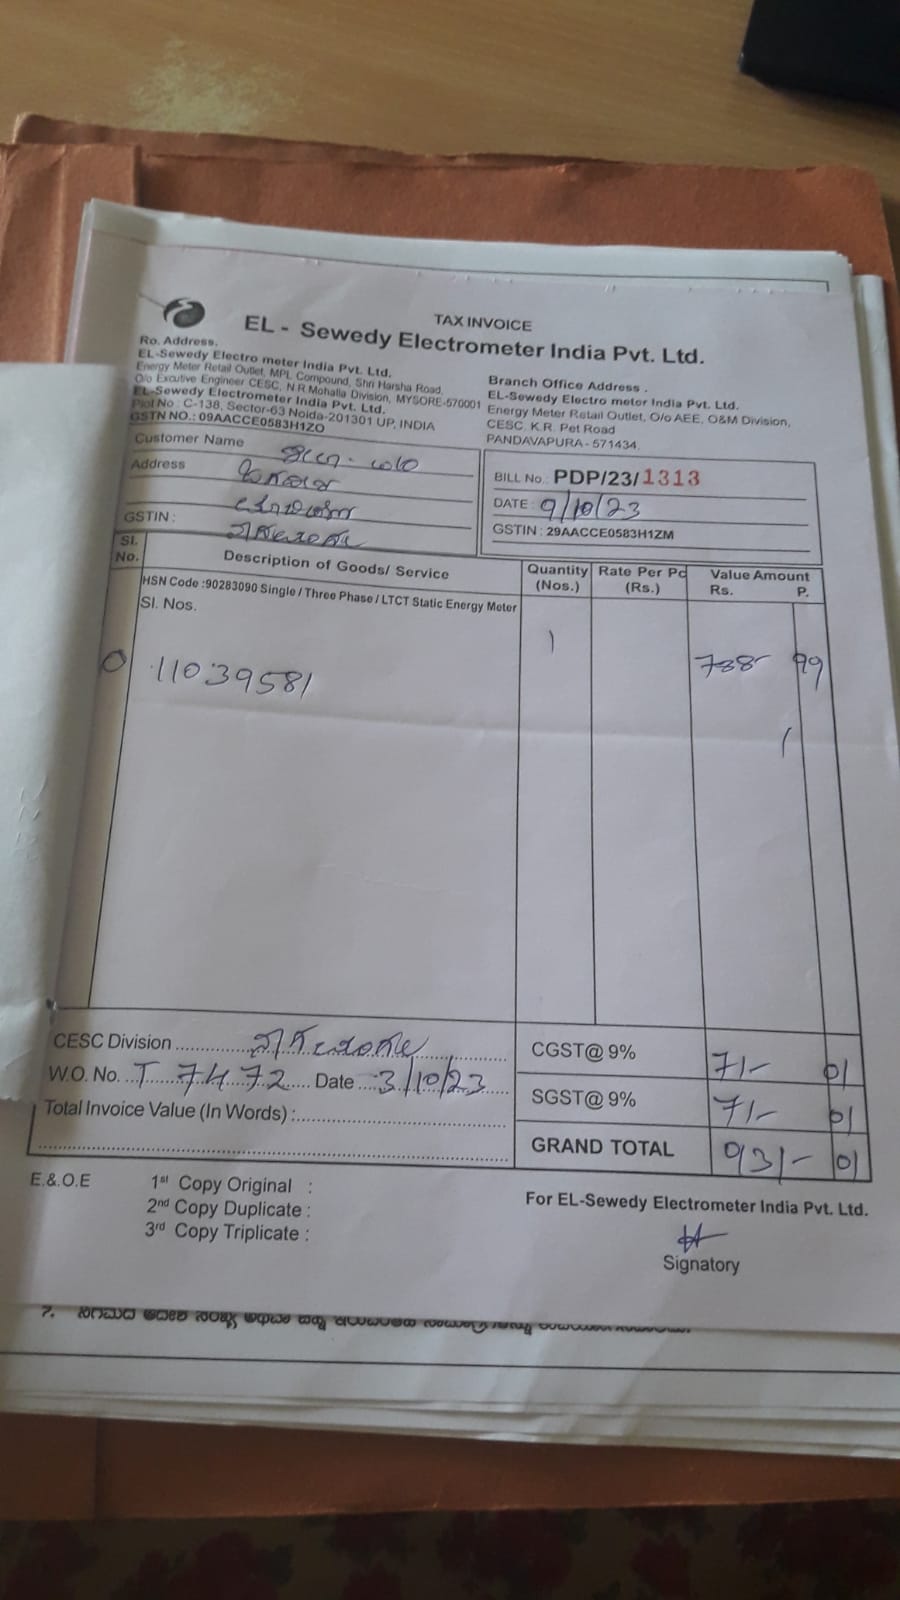 TAX INVOICE
EL - Sewedy Electrometer India Pvt. Ltd.
Ro. Address.
EL-Sewedy Electro meter India Pvt. Ltd.
Energy Meter Retail Outlet, MPL Compound, Shri Harsha Road,
O/o Excutive Engineer CESC, N.R.Mohalla Division, MYSORE-570001
EL-Sewedy Electrometer India Pvt. Ltd.
Plot No : C-138, Sector-63 Noida-201301 UP, INDIA
GSTN NO.: 09AACCE0583H1ZO
Branch Office Address .
EL-Sewedy Electro meter India Pvt. Ltd.
Energy Meter Retail Outlet, O/o AEE, O&M Division,
CESC. K.R. Pet Road
PANDAVAPURA - 571434.
Customer Name
Address
GSTIN :
BILL No.: PDP/23/1313
DATE : 9/10/23
GSTIN : 29AACCE0583H1ZM
Sl. No. Description of Goods/ Service Quantity (Nos.) Rate Per Pc (Rs.) Value Amount Rs. P.
HSN Code :90283090 Single / Three Phase / LTCT Static Energy Meter
Sl. Nos.
11039581 1 788- 99
CESC Division
W.O. No. T 7472 Date 3/10/23
Total Invoice Value (In Words) :
CGST@ 9% 71/- 01
SGST@ 9% 71/- 01
GRAND TOTAL 931/- 01
E.& O.E
1st Copy Original :
2nd Copy Duplicate :
3rd Copy Triplicate :
For EL-Sewedy Electrometer India Pvt. Ltd.
Signatory
7.